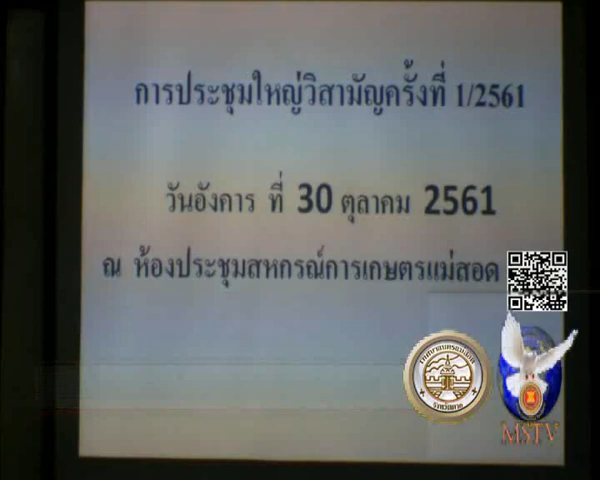 การประชุมใหญ่วิสามัญครั้งที่ 1/2561
วันอังคาร ที่ 30 ตุลาคม 2561
ณ ห้องประชุมสหกรณ์การเกษตรแม่สอด
MSTV